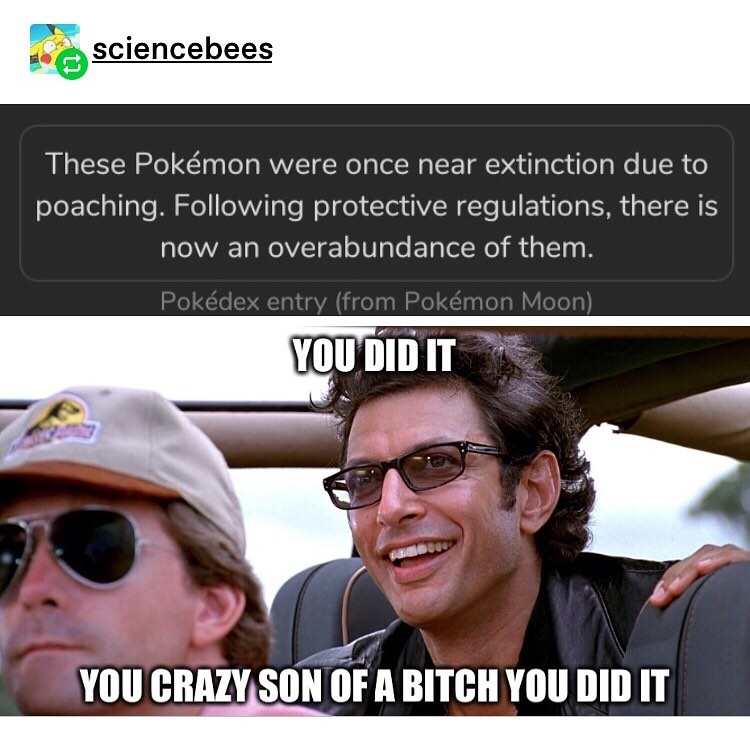 sciencebees
These Pokémon were once near extinction due to
poaching. Following protective regulations, there is
now an overabundance of them.
Pokédex entry (from Pokémon Moon)
YOU DID IT
YOU CRAZY SON OF A BITCH YOU DID IT